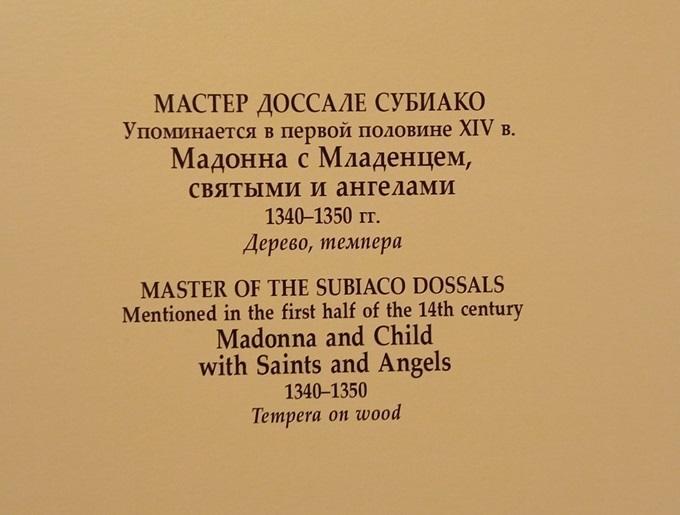 МАСТЕР ДОССАЛЕ СУБИАКО
Упоминается в первой половине XIV в.
Мадонна с Младенцем,
святыми и ангелами
1340–1350 гг.
Дерево, темпера
MASTER OF THE SUBIACO DOSSALS
Mentioned in the first half of the 14th century
Madonna and Child
with Saints and Angels
1340–1350
Tempera on wood